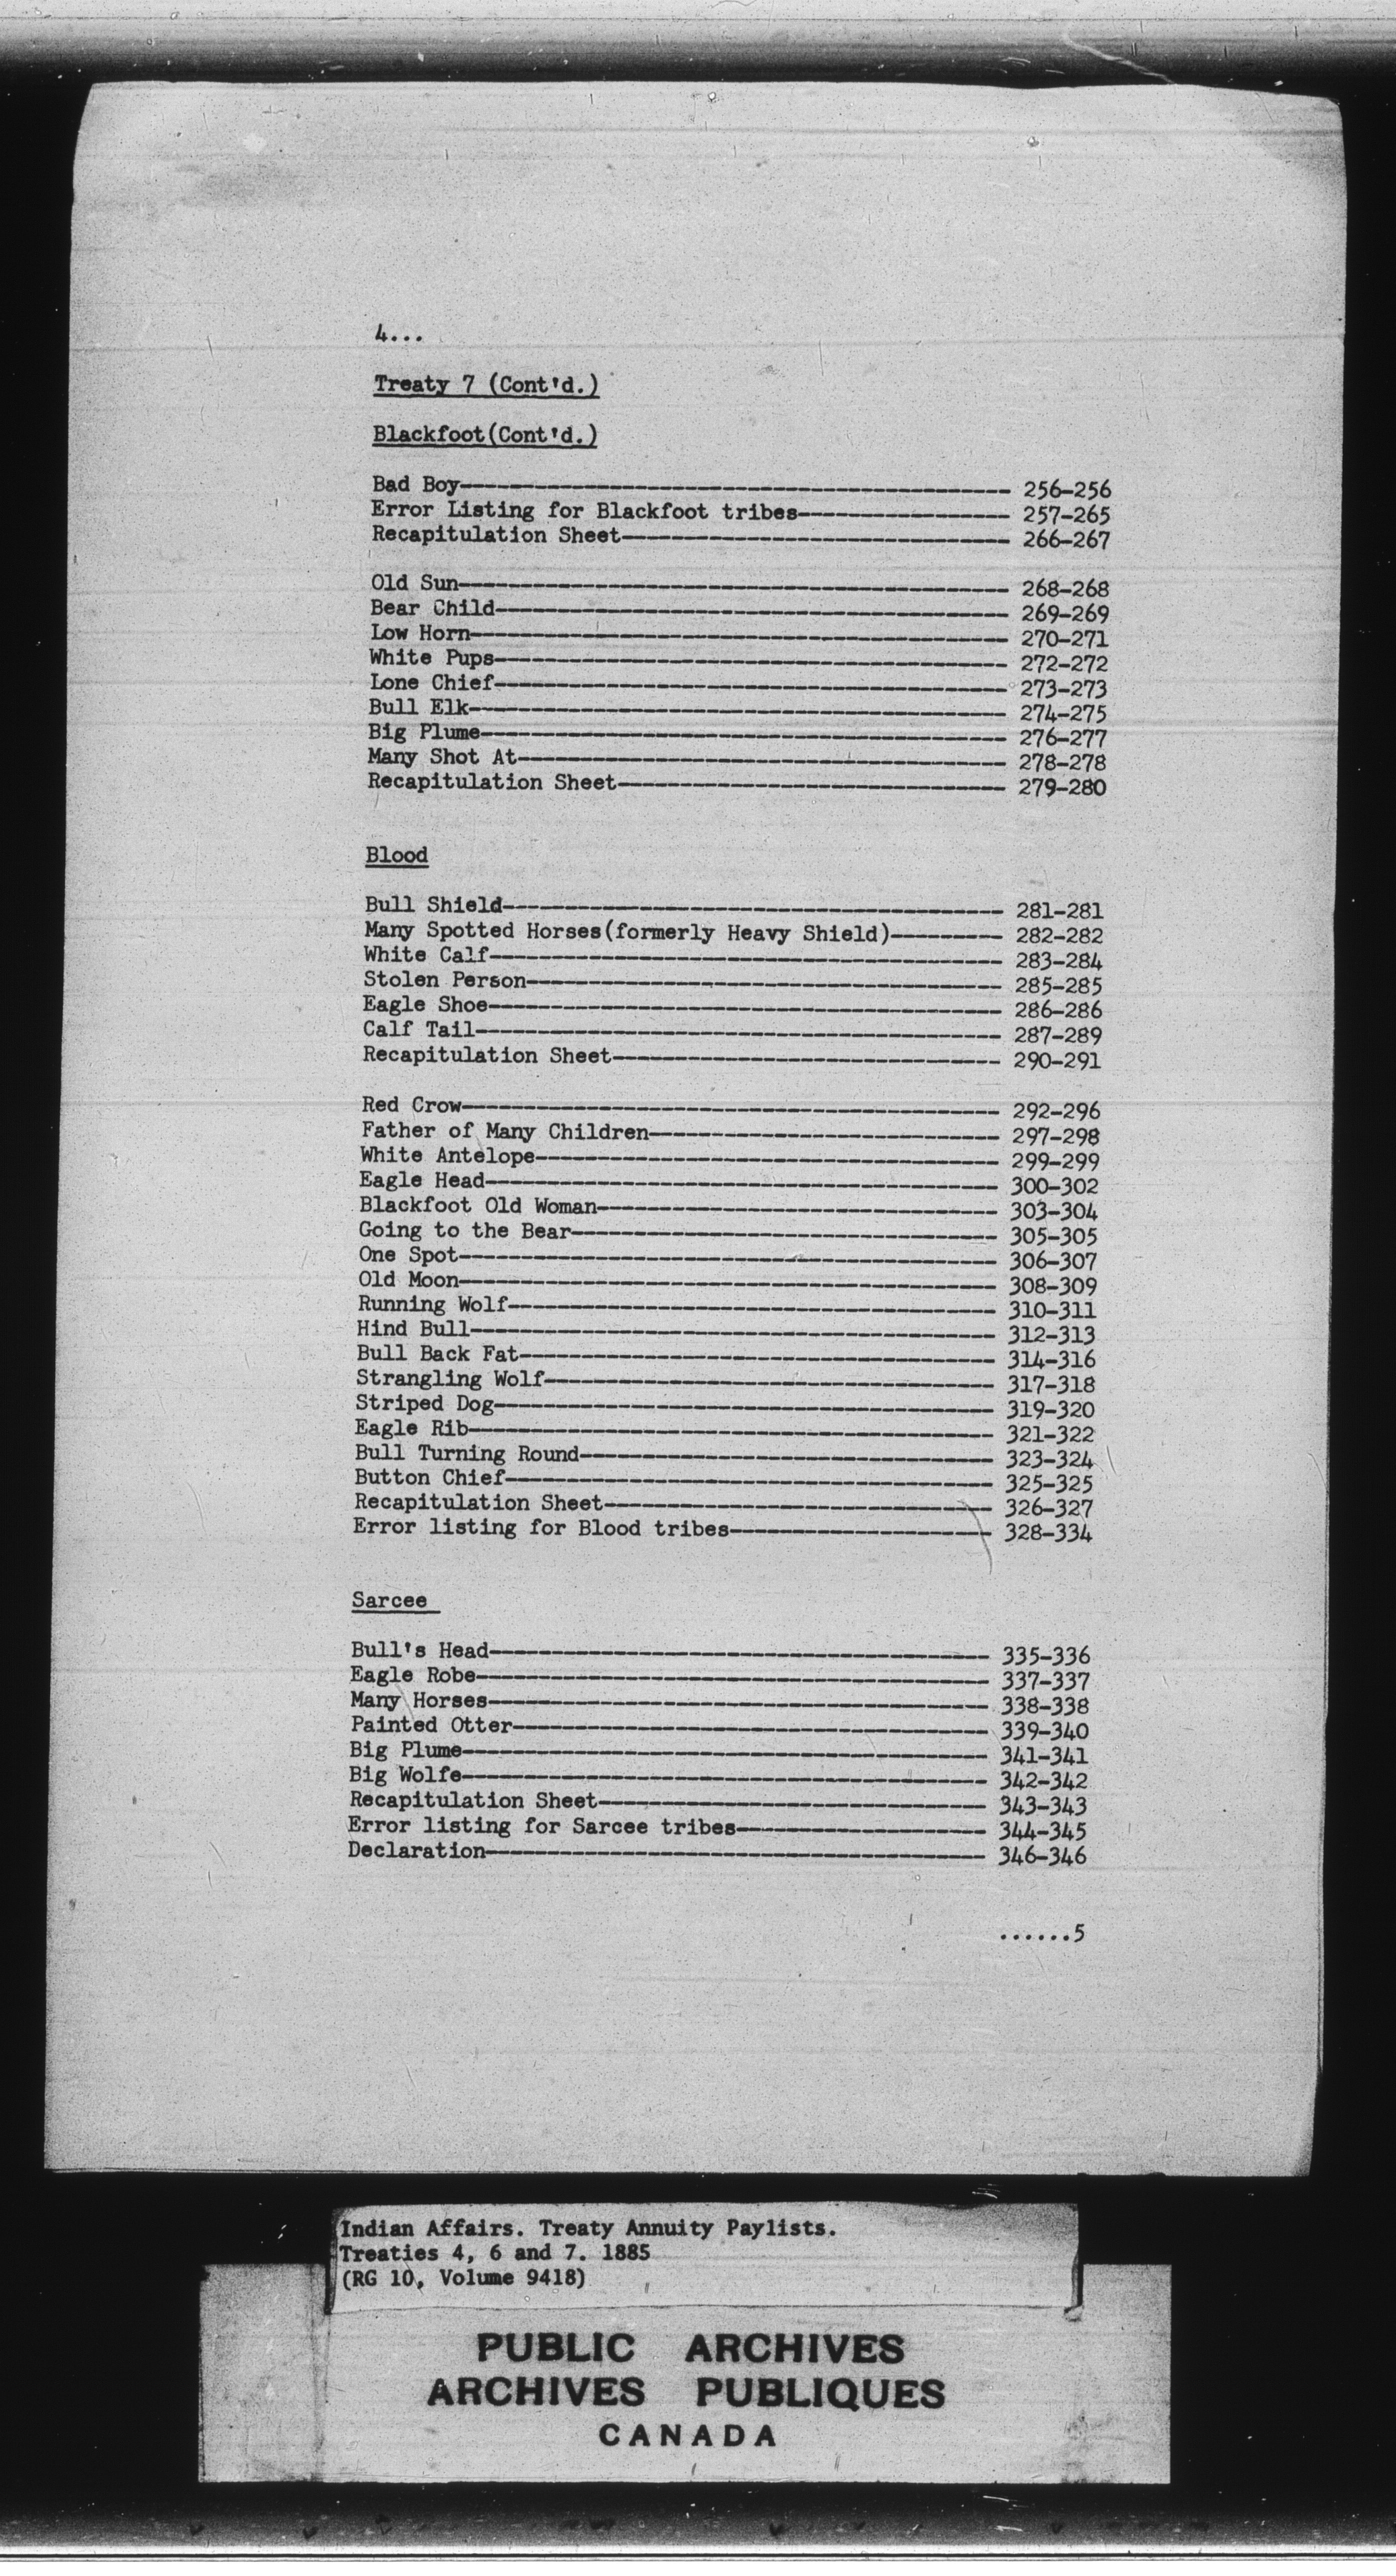 4...
Treaty 7 (Cont'd.)
Blackfoot(Cont'd.)
Bad Boy---------------------------------------------- 256-256
Error Listing for Blackfoot tribes------------------ 257-265
Recapitulation Sheet-------------------------------- 266-267
Old Sun---------------------------------------------- 268-268
Bear Child------------------------------------------- 269-269
Low Horn--------------------------------------------- 270-271
White Pups------------------------------------------- 272-272
Lone Chief------------------------------------------- 273-273
Bull Elk--------------------------------------------- 274-275
Big Plume-------------------------------------------- 276-277
Many Shot At----------------------------------------- 278-278
Recapitulation Sheet-------------------------------- 279-280
Blood
Bull Shield------------------------------------------ 281-281
Many Spotted Horses(formerly Heavy Shield)--------- 282-282
White Calf------------------------------------------- 283-284
Stolen Person---------------------------------------- 285-285
Eagle Shoe------------------------------------------- 286-286
Calf Tail-------------------------------------------- 287-289
Recapitulation Sheet-------------------------------- 290-291
Red Crow--------------------------------------------- 292-296
Father of Many Children----------------------------- 297-298
White Antelope--------------------------------------- 299-299
Eagle Head------------------------------------------- 300-302
Blackfoot Old Woman--------------------------------- 303-304
Going to the Bear------------------------------------ 305-305
One Spot--------------------------------------------- 306-307
Old Moon--------------------------------------------- 308-309
Running Wolf----------------------------------------- 310-311
Hind Bull-------------------------------------------- 312-313
Bull Back Fat---------------------------------------- 314-316
Strangling Wolf-------------------------------------- 317-318
Striped Dog------------------------------------------ 319-320
Eagle Rib-------------------------------------------- 321-322
Bull Turning Round----------------------------------- 323-324
Button Chief----------------------------------------- 325-325
Recapitulation Sheet-------------------------------- 326-327
Error listing for Blood tribes---------------------- 328-334
Sarcee
Bull's Head------------------------------------------ 335-336
Eagle Robe------------------------------------------- 337-337
Many Horses------------------------------------------ 338-338
Painted Otter---------------------------------------- 339-340
Big Plume-------------------------------------------- 341-341
Big Wolfe-------------------------------------------- 342-342
Recapitulation Sheet-------------------------------- 343-343
Error listing for Sarcee tribes--------------------- 344-345
Declaration------------------------------------------ 346-346
......5
Indian Affairs. Treaty Annuity Paylists.
Treaties 4, 6 and 7. 1885
(RG 10, Volume 9418)
PUBLIC ARCHIVES
ARCHIVES PUBLIQUES
CANADA